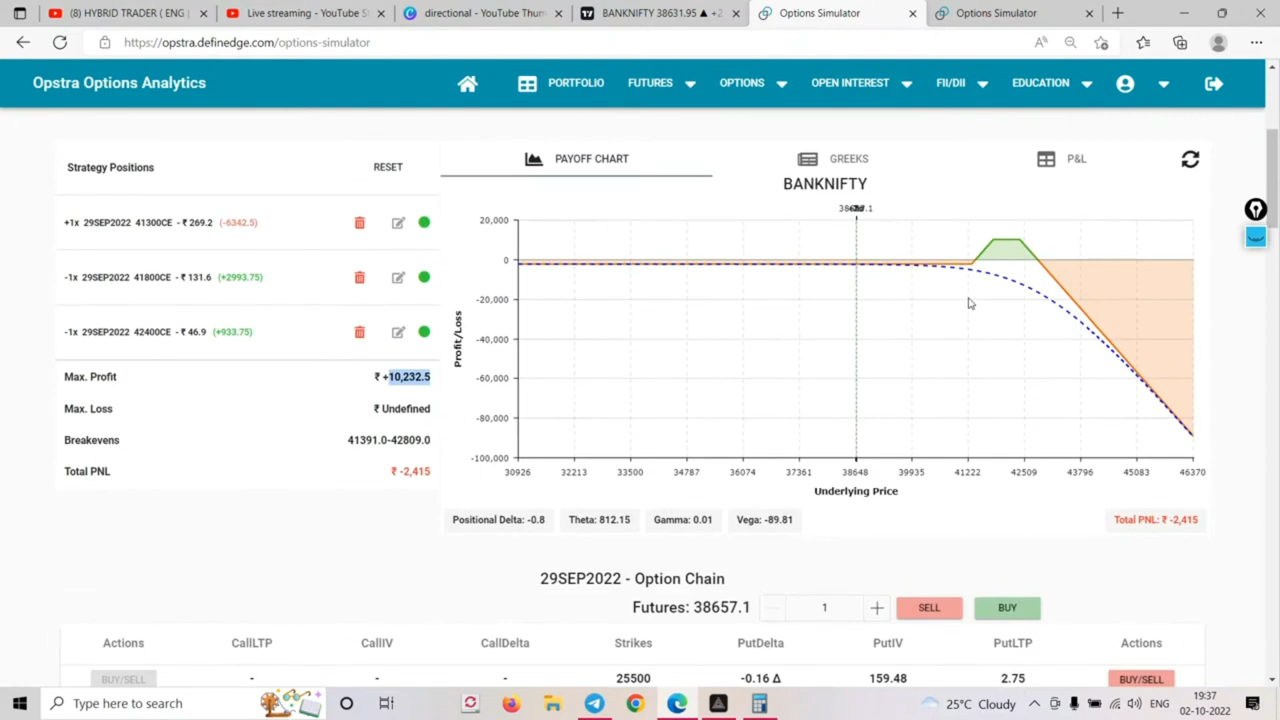 (8) HYBRID TRADER ( ENG |
Live streaming - YouTube S
directional - YouTube Thum
BANKNIFTY 38631.95 ▲ +2
Options Simulator
Options Simulator
https://opstra.definedge.com/options-simulator
Opstra Options Analytics
PORTFOLIO
FUTURES
OPTIONS
OPEN INTEREST
FII/DII
EDUCATION
Strategy Positions
RESET
PAYOFF CHART
GREEKS
P&L
BANKNIFTY
+1x 29SEP2022 41300CE - ₹ 269.2 (-6342.5)
-1x 29SEP2022 41800CE - ₹ 131.6 (+2993.75)
-1x 29SEP2022 42400CE - ₹ 46.9 (+933.75)
Max. Profit ₹ +10,232.5
Max. Loss ₹ Undefined
Breakevens 41391.0-42809.0
Total PNL ₹ -2,415
20,000
0
-20,000
-40,000
-60,000
-80,000
-100,000
Profit/Loss
30926 32213 33500 34787 36074 37361 38648 39935 41222 42509 43796 45083 46370
Underlying Price
Positional Delta: -0.8
Theta: 812.15
Gamma: 0.01
Vega: -89.81
Total PNL: ₹ -2,415
29SEP2022 - Option Chain
Futures: 38657.1
1
SELL
BUY
Actions CallLTP CallIV CallDelta Strikes PutDelta PutIV PutLTP Actions
BUY/SELL - - - 25500 -0.16 Δ 159.48 2.75 BUY/SELL
Type here to search
25°C Cloudy
ENG
19:37
02-10-2022